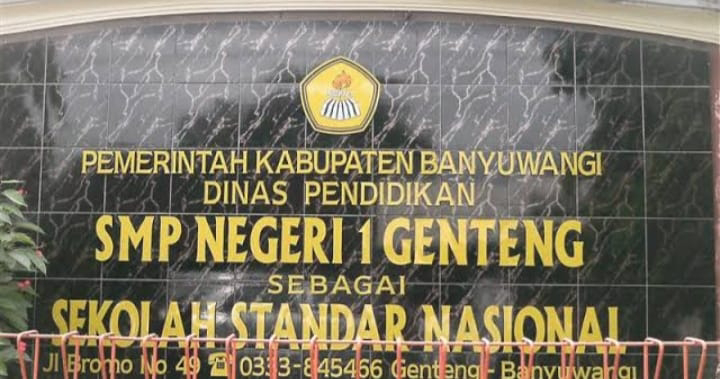 PEMERINTAH KABUPATEN BANYUWANGI
DINAS PENDIDIKAN
SMP NEGERI 1 GENTENG
SEBAGAI
SEKOLAH STANDAR NASIONAL
Jl Bromo No 49 ☎ 0333-845466 Genteng - Banyuwangi